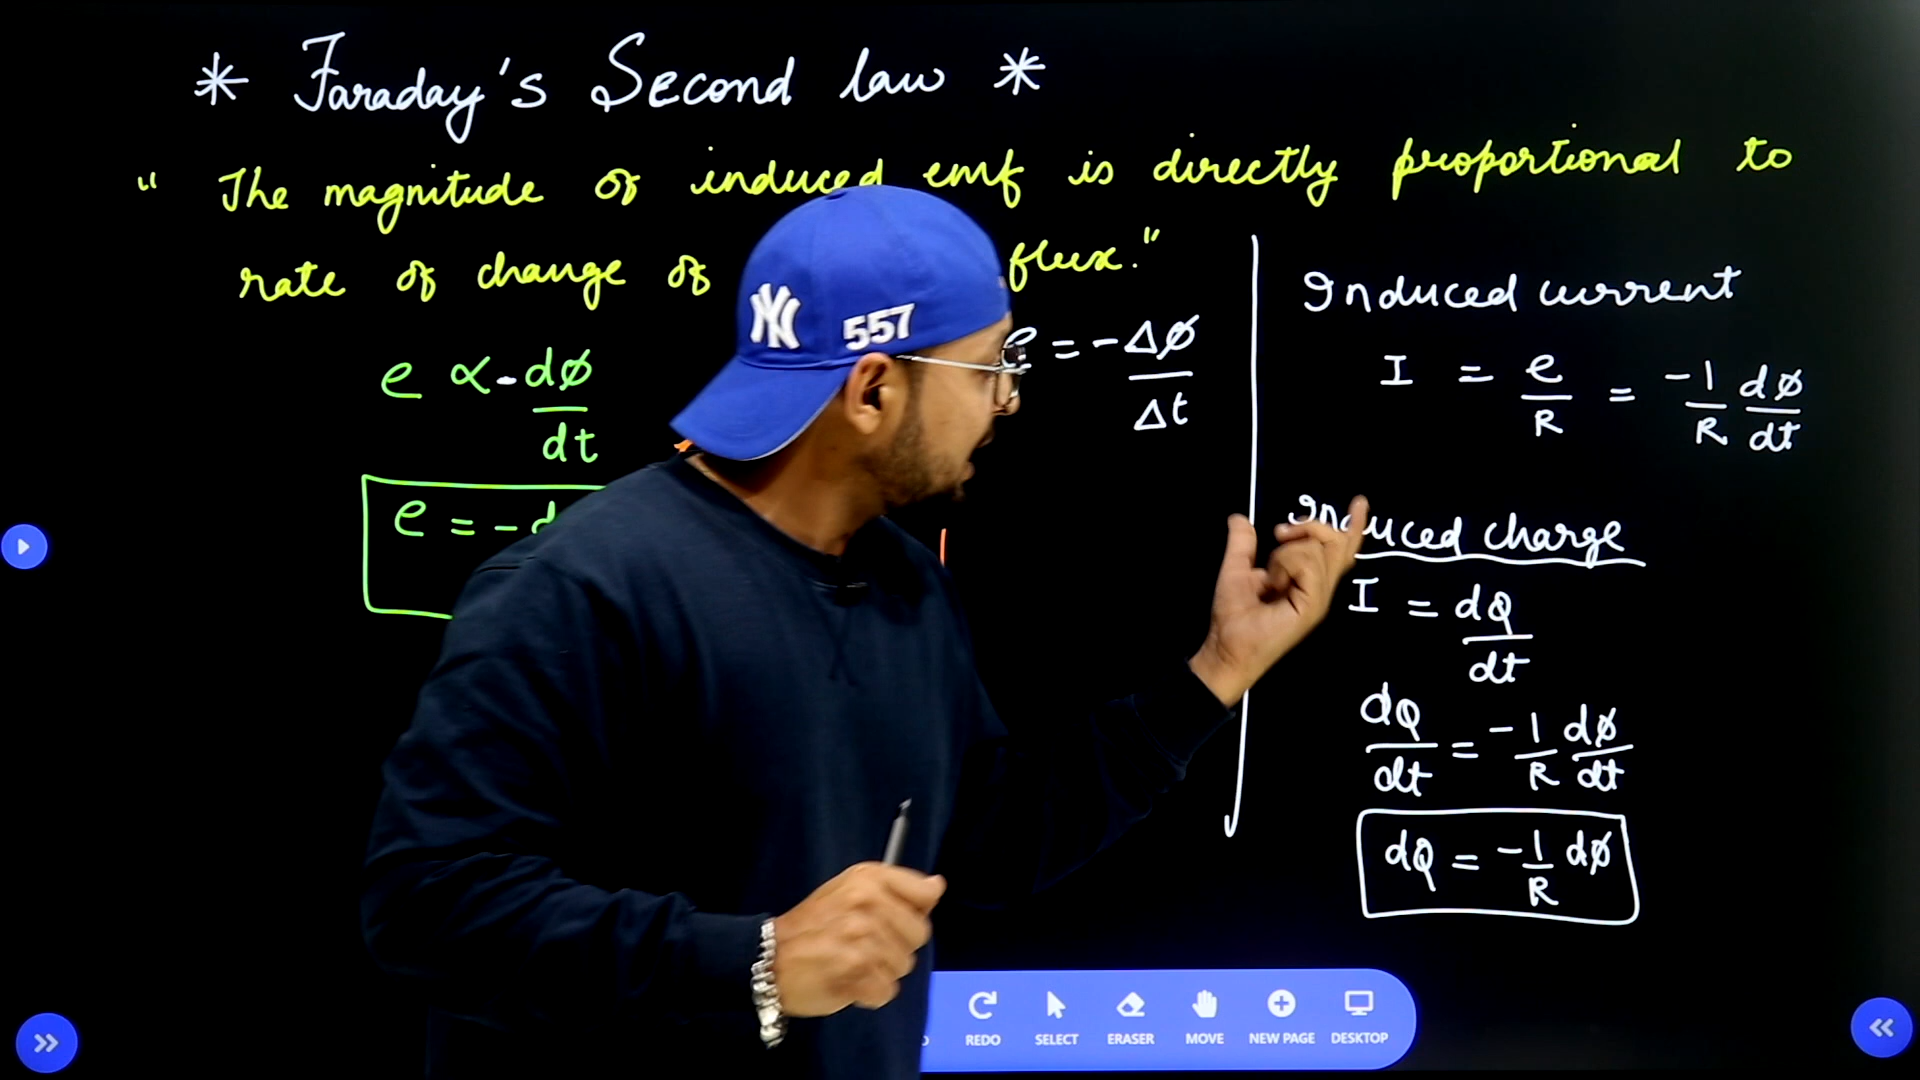 * Faraday's Second law *
" The magnitude of induced emf is directly proportional to
rate of change of flux."
e ∝ - dφ/dt
e = -Δφ/Δt
e = -d
Induced current
I = e/R = -1/R dφ/dt
Induced charge
I = dQ/dt
dQ/dt = -1/R dφ/dt
dQ = -1/R dφ
NY 557
REDO SELECT ERASER MOVE NEW PAGE DESKTOP